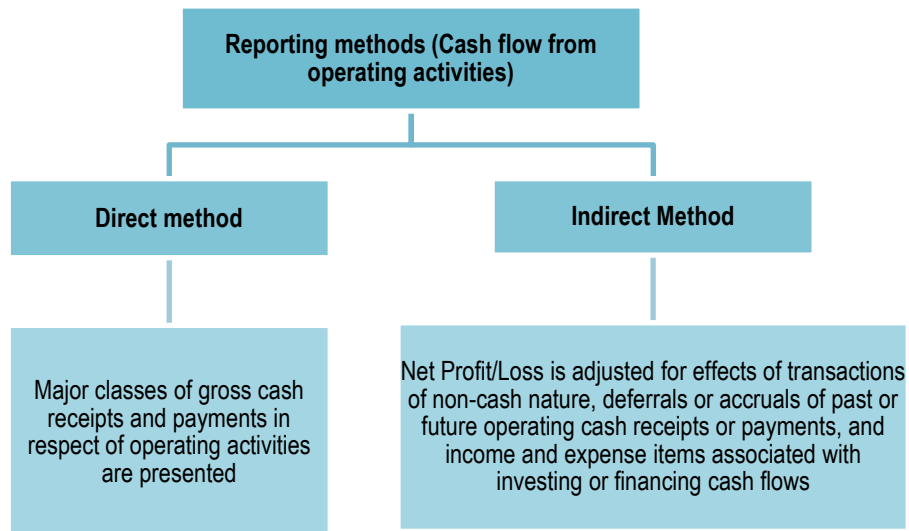 Reporting methods (Cash flow from
operating activities)
Direct method
Indirect Method
Major classes of gross cash
receipts and payments in
respect of operating activities
are presented
Net Profit/Loss is adjusted for effects of transactions
of non-cash nature, deferrals or accruals of past or
future operating cash receipts or payments, and
income and expense items associated with
investing or financing cash flows